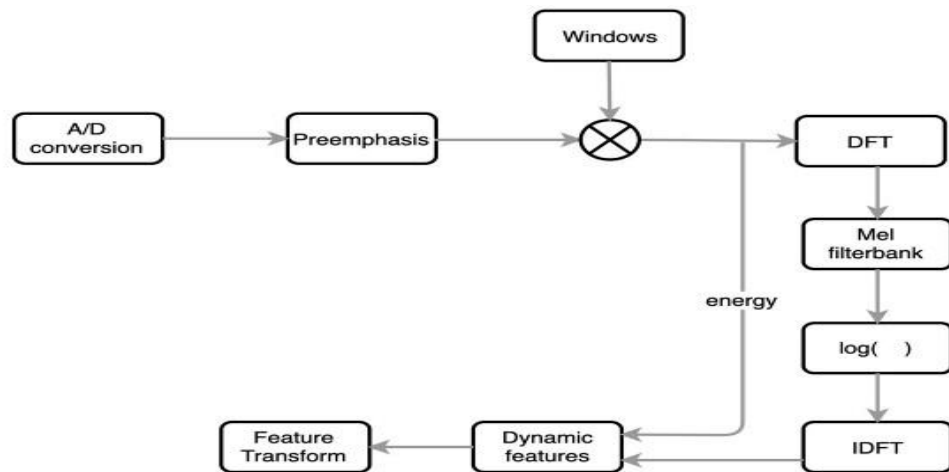 Windows
A/D
conversion
Preemphasis
DFT
Mel
filterbank
energy
log( )
Feature
Transform
Dynamic
features
IDFT